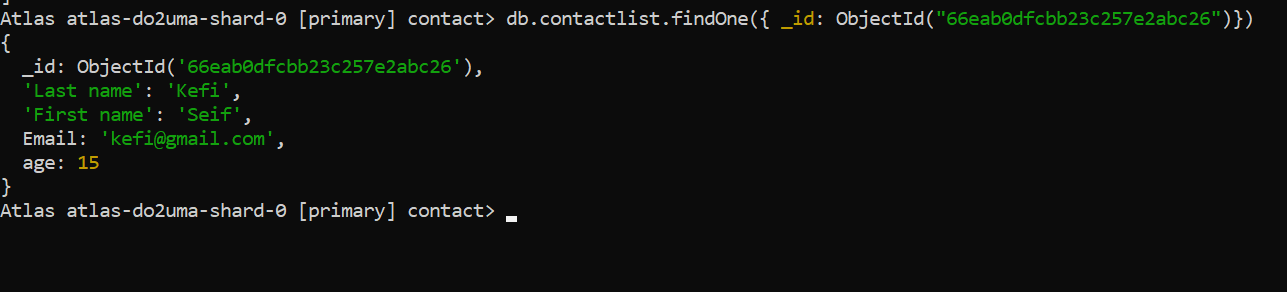 ]
Atlas atlas-do2uma-shard-0 [primary] contact> db.contactlist.findOne({ _id: ObjectId("66eab0dfcbb23c257e2abc26")})
{
  _id: ObjectId('66eab0dfcbb23c257e2abc26'),
  'Last name': 'Kefi',
  'First name': 'Seif',
  Email: 'kefi@gmail.com',
  age: 15
}
Atlas atlas-do2uma-shard-0 [primary] contact>